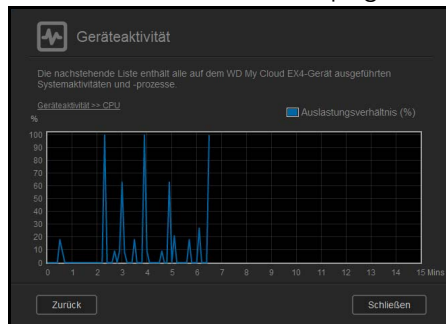 Geräteaktivität
Die nachstehende Liste enthält alle auf dem WD My Cloud EX4-Gerät ausgeführten
Systemaktivitäten und -prozesse.
Geräteaktivität >> CPU
Auslastungsverhältnis (%)
%
100
90
80
70
60
50
40
30
20
10
0
0 1 2 3 4 5 6 7 8 9 10 11 12 13 14 15 Mins
Zurück
Schließen